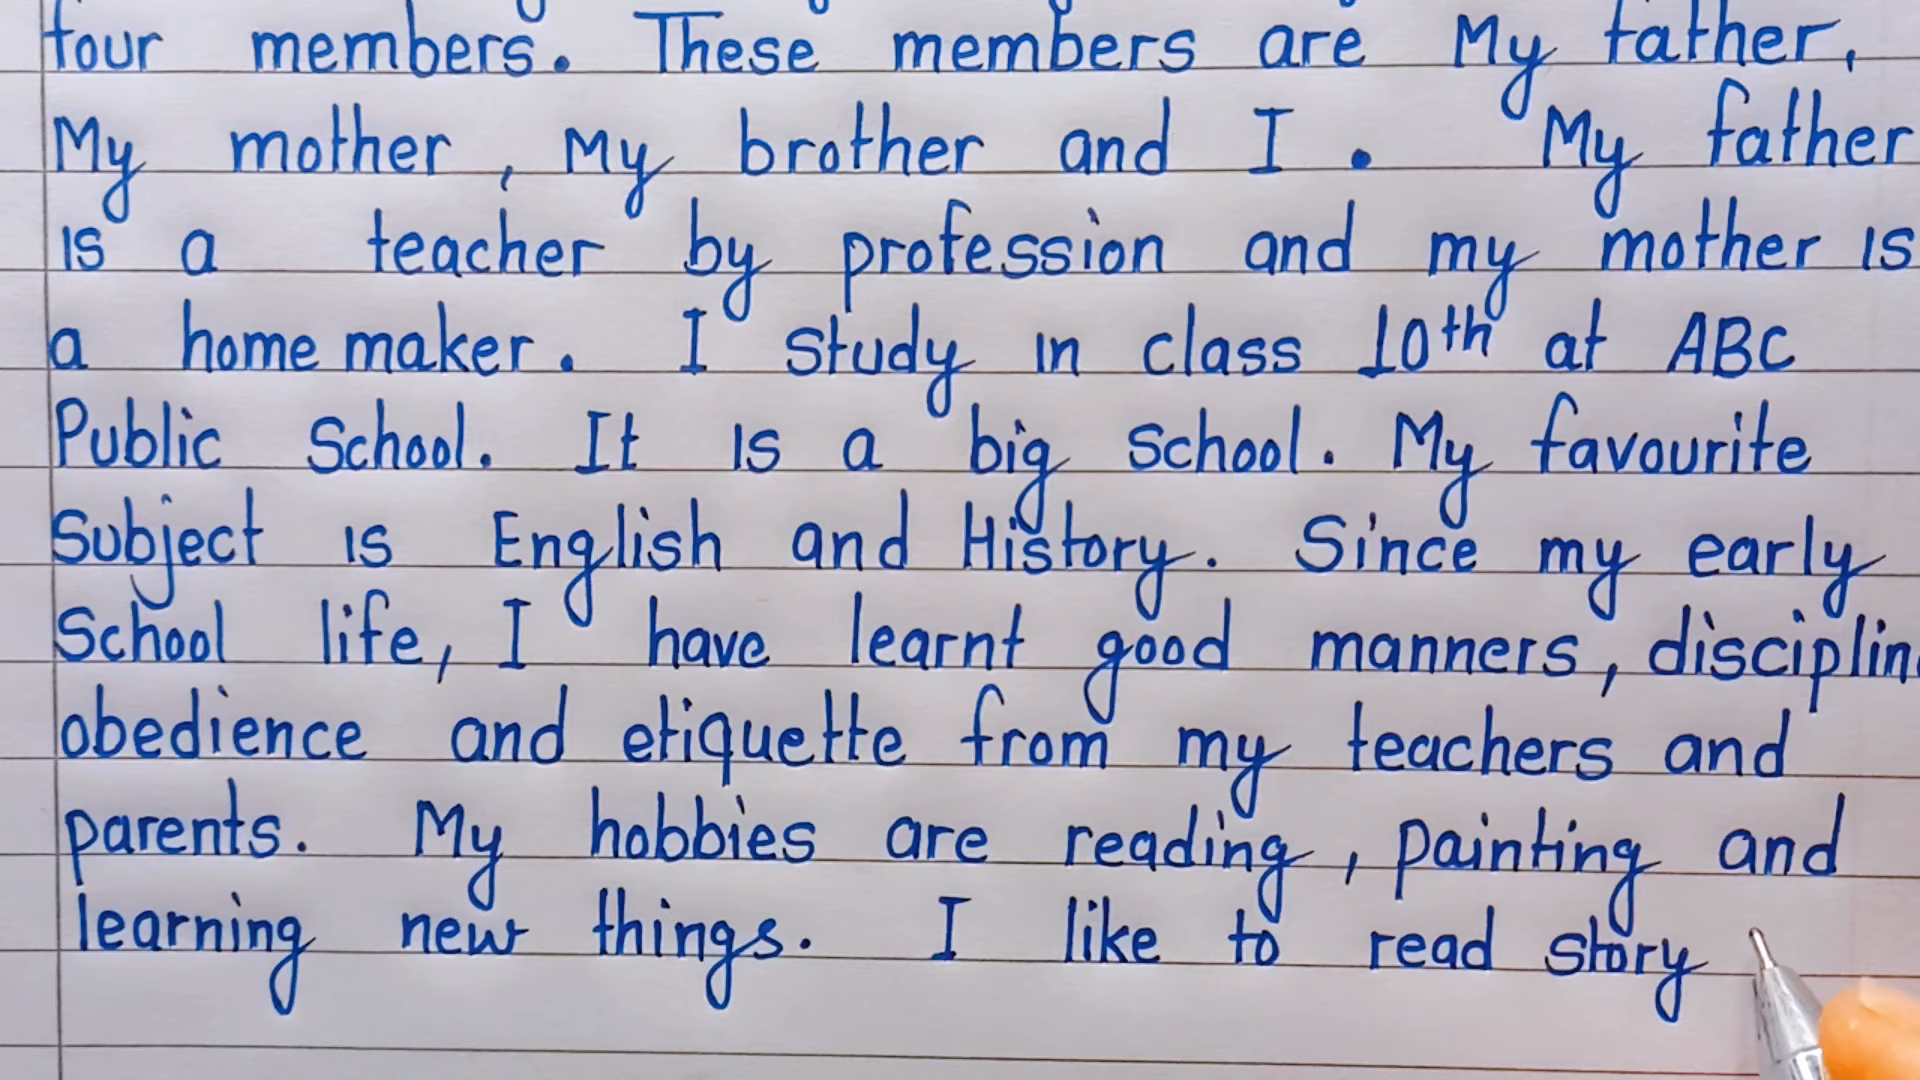 four members. These members are My father,
My mother, My brother and I. My father
is a teacher by profession and my mother is
a home maker. I study in class 10th at ABC
Public School. It is a big school. My favourite
Subject is English and History. Since my early
School life, I have learnt good manners, disciplin
obedience and etiquette from my teachers and
parents. My hobbies are reading, painting and
learning new things. I like to read story